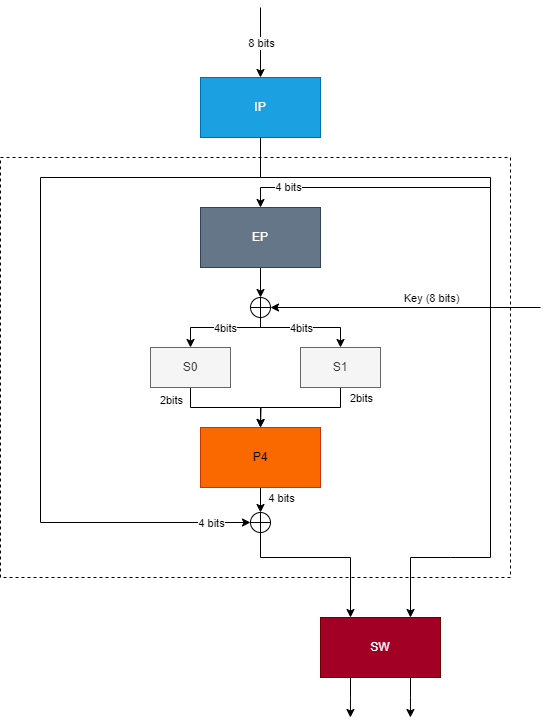 8 bits
IP
4 bits
EP
Key (8 bits)
4bits
4bits
S0
S1
2bits
2bits
P4
4 bits
4 bits
SW